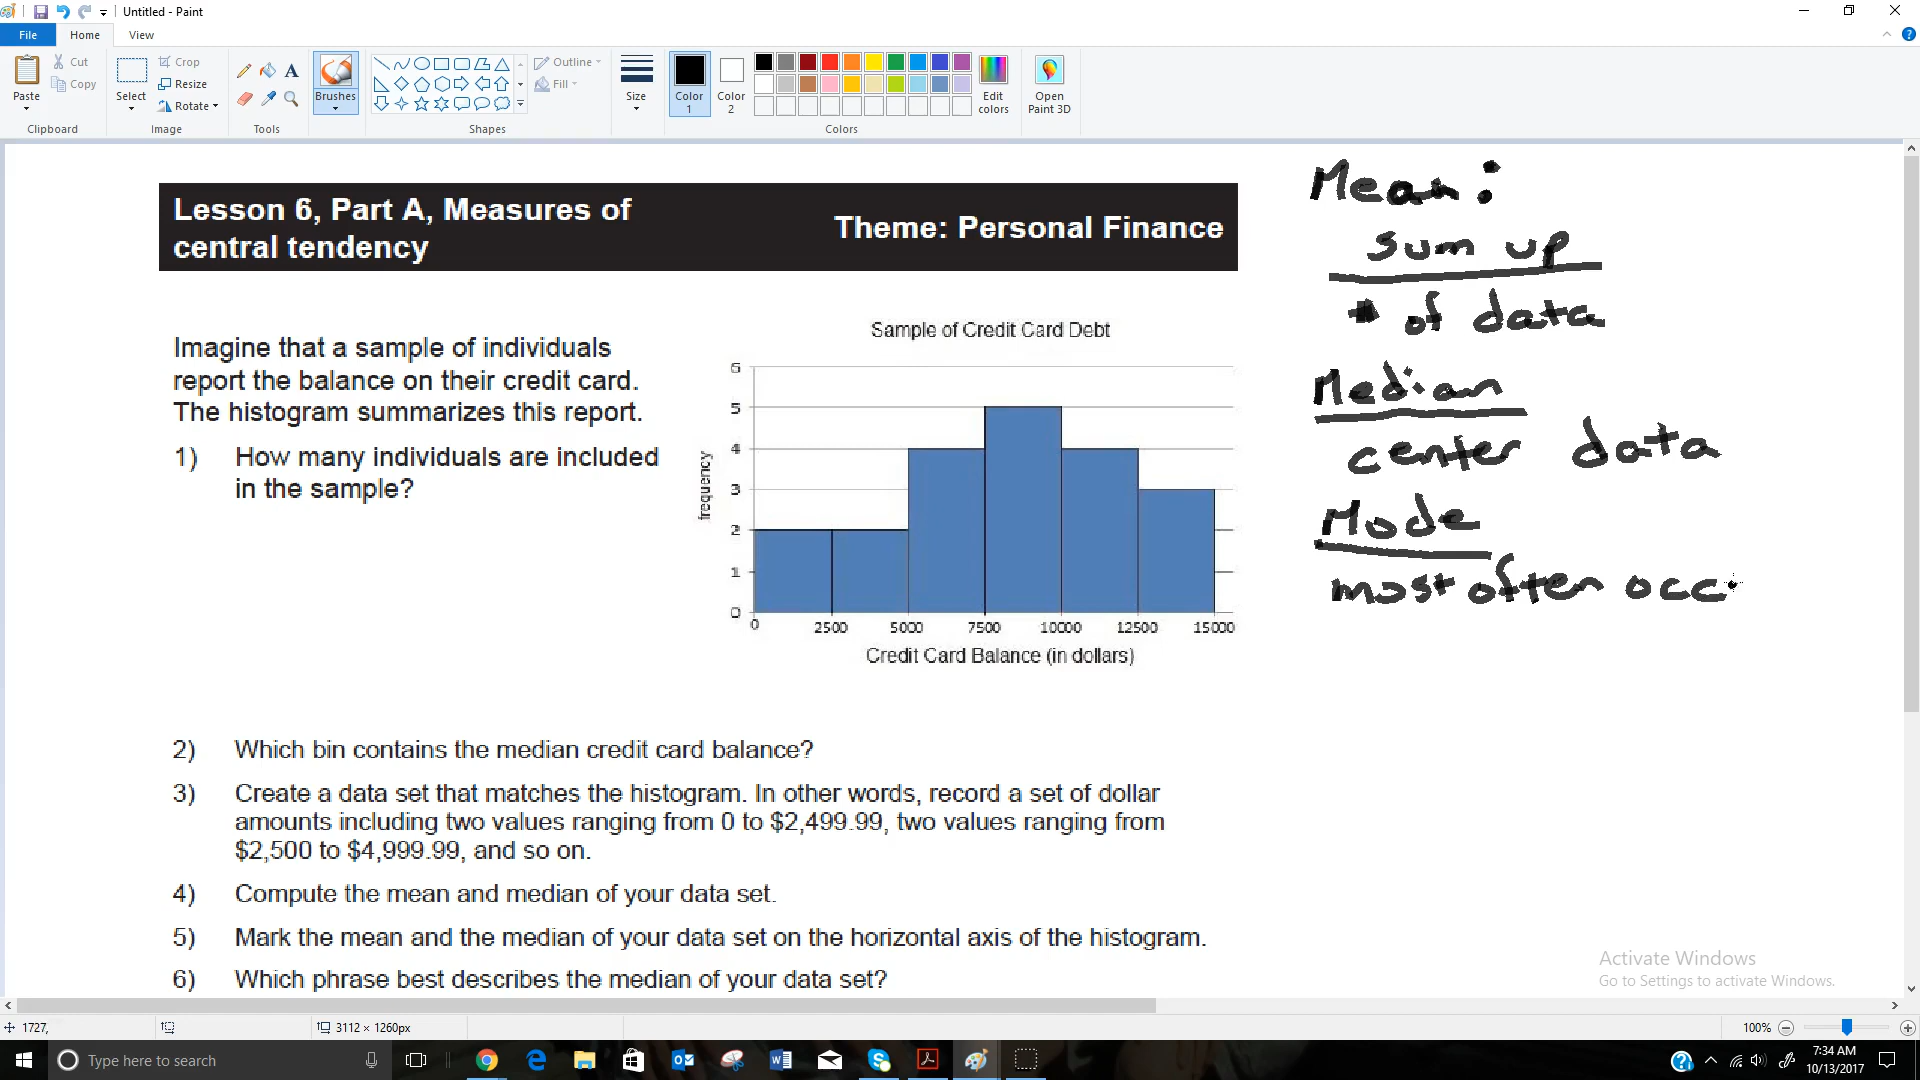 Untitled - Paint
File Home View
Paste
Cut
Copy
Clipboard
Select
Crop
Resize
Rotate
Image
Tools
Brushes
Shapes
Outline
Fill
Size
Color 1
Color 2
Colors
Edit colors
Open Paint 3D
Lesson 6, Part A, Measures of
central tendency
Theme: Personal Finance
Imagine that a sample of individuals
report the balance on their credit card.
The histogram summarizes this report.
1) How many individuals are included
in the sample?
Sample of Credit Card Debt
frequency
6
5
4
3
2
1
0
0 2500 5000 7500 10000 12500 15000
Credit Card Balance (in dollars)
2) Which bin contains the median credit card balance?
3) Create a data set that matches the histogram. In other words, record a set of dollar
amounts including two values ranging from 0 to $2,499.99, two values ranging from
$2,500 to $4,999.99, and so on.
4) Compute the mean and median of your data set.
5) Mark the mean and the median of your data set on the horizontal axis of the histogram.
6) Which phrase best describes the median of your data set?
Mean:
sum up
# of data
Median
center data
Mode
most often occ
Activate Windows
Go to Settings to activate Windows.
1727,
3112 × 1260px
100%
Type here to search
7:34 AM
10/13/2017